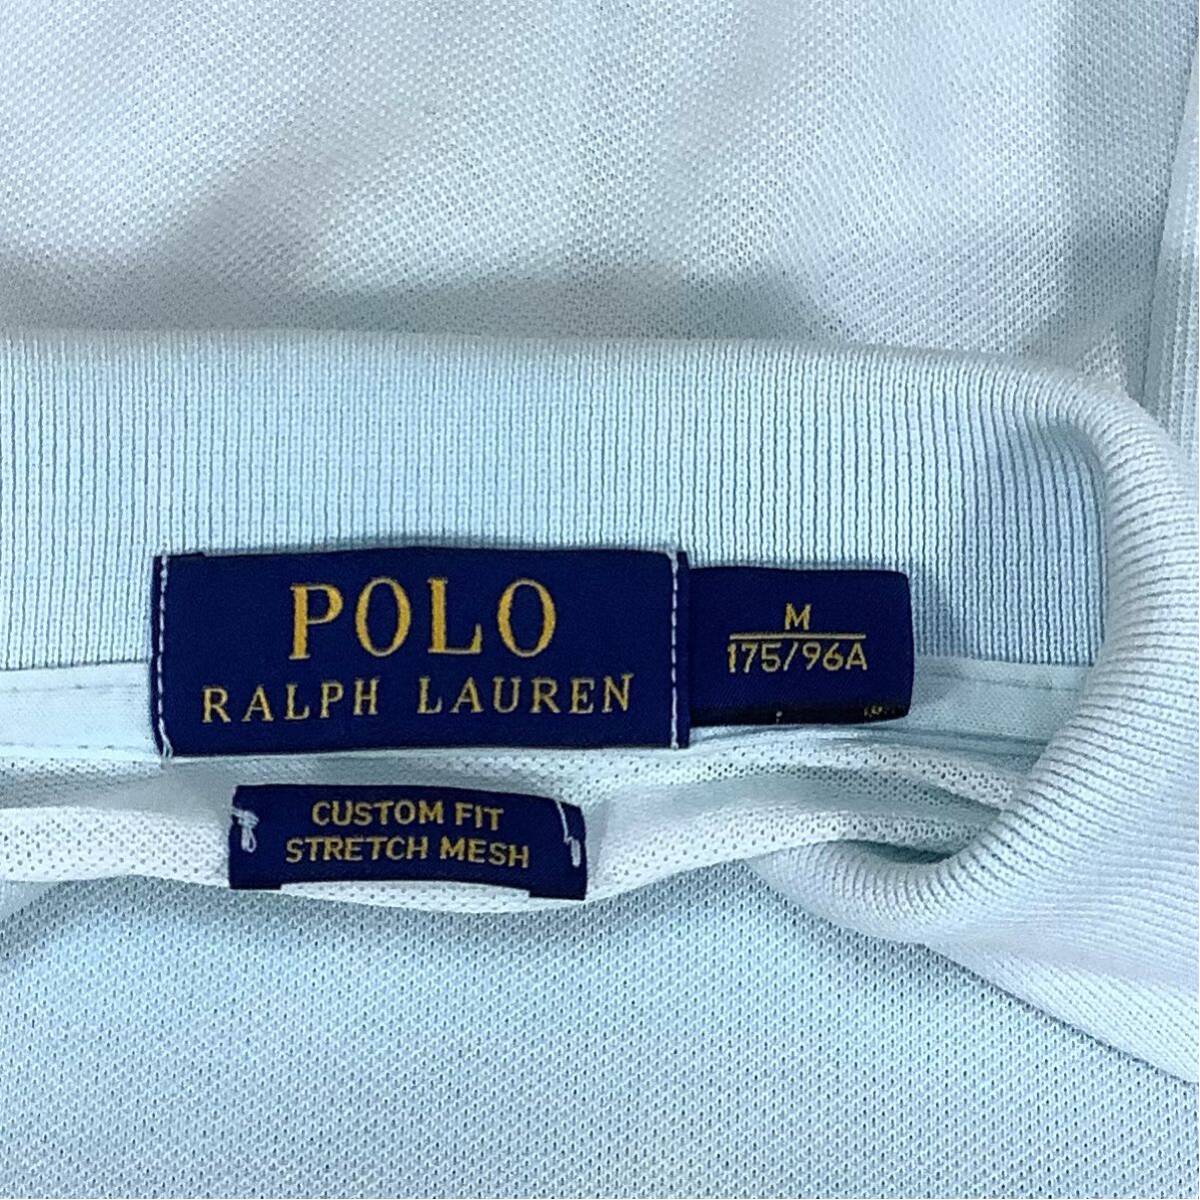 POLO
RALPH LAUREN
M
175/96A
CUSTOM FIT
STRETCH MESH